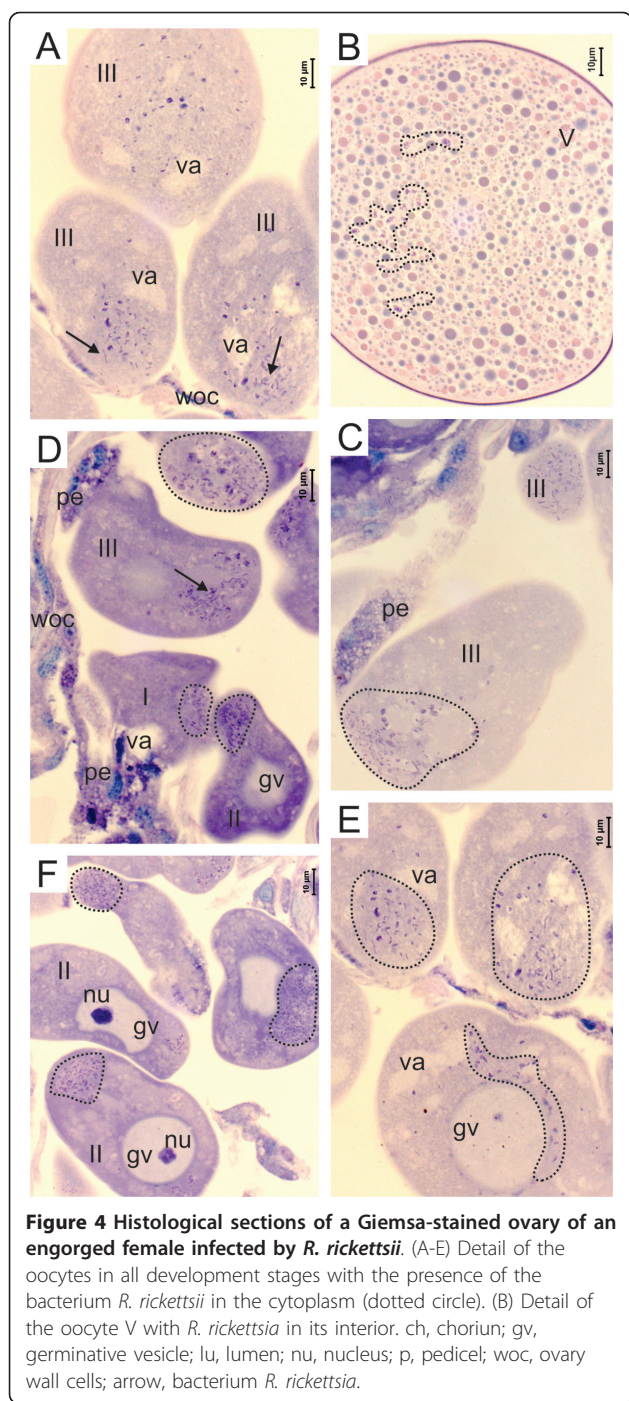 A
III
10 µm
va
III
III
va
va
woc
B
10µm
V
D
pe
10 µm
III
woc
I
va
gv
pe
II
C
10 µm
III
pe
III
F
10 µm
II
nu
gv
nu
gv
II
E
10 µm
va
va
gv
Figure 4 Histological sections of a Giemsa-stained ovary of an
engorged female infected by R. rickettsii. (A-E) Detail of the
oocytes in all development stages with the presence of the
bacterium R. rickettsii in the cytoplasm (dotted circle). (B) Detail of
the oocyte V with R. rickettsia in its interior. ch, choriun; gv,
germinative vesicle; lu, lumen; nu, nucleus; p, pedicel; woc, ovary
wall cells; arrow, bacterium R. rickettsia.